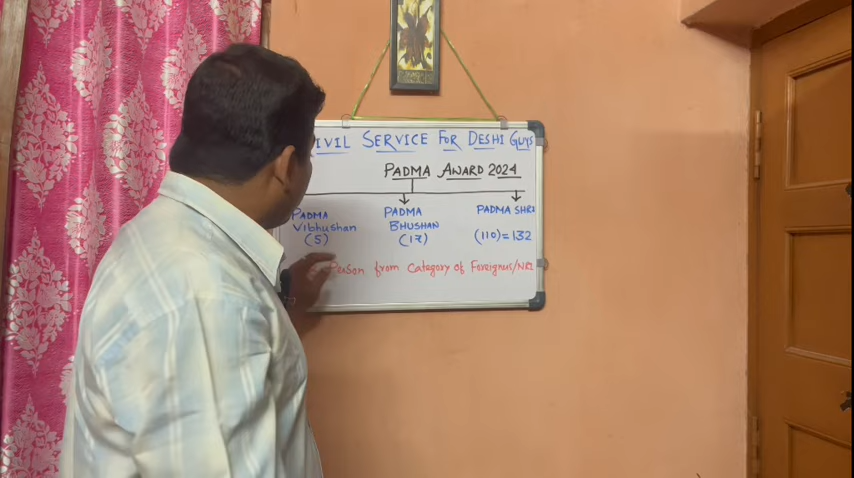 CIVIL SERVICE FOR DESHI GUYS
PADMA AWARD 2024
PADMA Vibhushan (5)
PADMA BHUSHAN (17)
PADMA SHRI (110) = 132
Person from Category of Foreignus/NRI